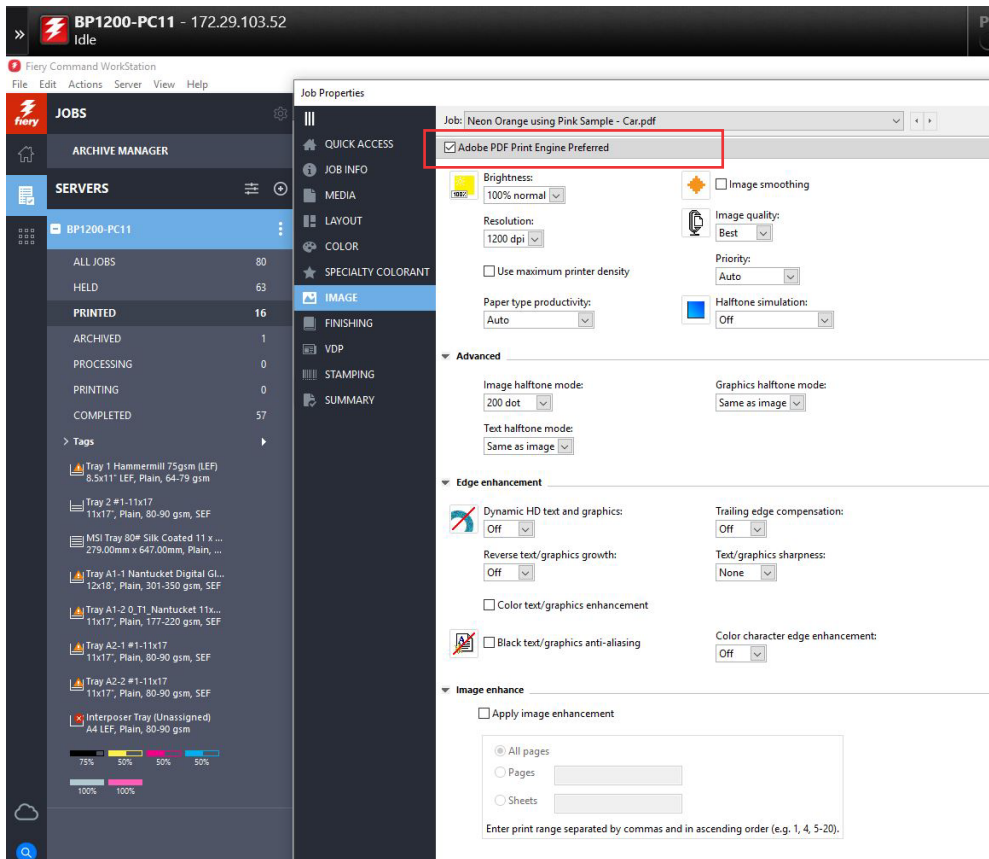 »
BP1200-PC11 - 172.29.103.52
Idle
Fiery Command WorkStation
File Edit Actions Server View Help
fiery
JOBS
ARCHIVE MANAGER
SERVERS
BP1200-PC11
ALL JOBS 80
HELD 63
PRINTED 16
ARCHIVED 1
PROCESSING 0
PRINTING 0
COMPLETED 57
> Tags
Tray 1 Hammermill 75gsm (LEF)
8.5x11" LEF, Plain, 64-79 gsm
Tray 2 #1-11x17
11x17", Plain, 80-90 gsm, SEF
MSI Tray 80# Silk Coated 11 x ...
279.00mm x 647.00mm, Plain, ...
Tray A1-1 Nantucket Digital Gl...
12x18", Plain, 301-350 gsm, SEF
Tray A1-2 0_T1_Nantucket 11x...
11x17", Plain, 177-220 gsm, SEF
Tray A2-1 #1-11x17
11x17", Plain, 80-90 gsm, SEF
Tray A2-2 #1-11x17
11x17", Plain, 80-90 gsm, SEF
Interposer Tray (Unassigned)
A4 LEF, Plain, 80-90 gsm
75% 50% 50% 50%
100% 100%
Job Properties
QUICK ACCESS
JOB INFO
MEDIA
LAYOUT
COLOR
SPECIALTY COLORANT
IMAGE
FINISHING
VDP
STAMPING
SUMMARY
Job: Neon Orange using Pink Sample - Car.pdf
Adobe PDF Print Engine Preferred
100%
Brightness:
100% normal
Image smoothing
Resolution:
1200 dpi
Image quality:
Best
Use maximum printer density
Priority:
Auto
Paper type productivity:
Auto
Halftone simulation:
Off
Advanced
Image halftone mode:
200 dot
Graphics halftone mode:
Same as image
Text halftone mode:
Same as image
Edge enhancement
Dynamic HD text and graphics:
Off
Trailing edge compensation:
Off
Reverse text/graphics growth:
Off
Text/graphics sharpness:
None
Color text/graphics enhancement
Black text/graphics anti-aliasing
Color character edge enhancement:
Off
Image enhance
Apply image enhancement
All pages
Pages
Sheets
Enter print range separated by commas and in ascending order (e.g. 1, 4, 5-20).